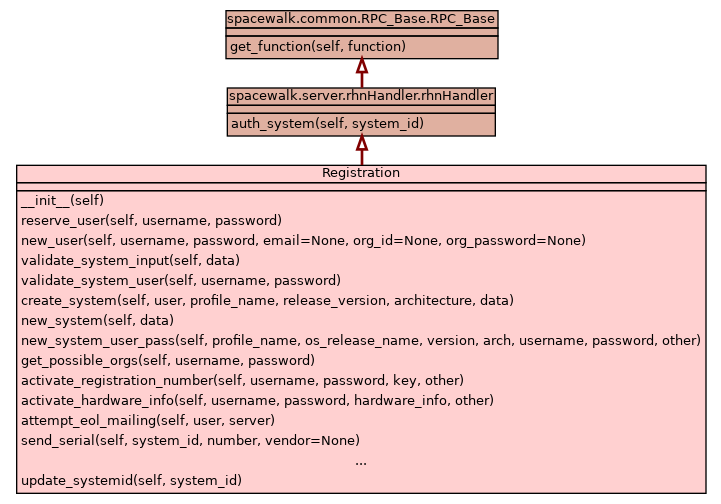 spacewalk.common.RPC_Base.RPC_Base
get_function(self, function)
spacewalk.server.rhnHandler.rhnHandler
auth_system(self, system_id)
Registration
__init__(self)
reserve_user(self, username, password)
new_user(self, username, password, email=None, org_id=None, org_password=None)
validate_system_input(self, data)
validate_system_user(self, username, password)
create_system(self, user, profile_name, release_version, architecture, data)
new_system(self, data)
new_system_user_pass(self, profile_name, os_release_name, version, arch, username, password, other)
get_possible_orgs(self, username, password)
activate_registration_number(self, username, password, key, other)
activate_hardware_info(self, username, password, hardware_info, other)
attempt_eol_mailing(self, user, server)
send_serial(self, system_id, number, vendor=None)
...
update_systemid(self, system_id)